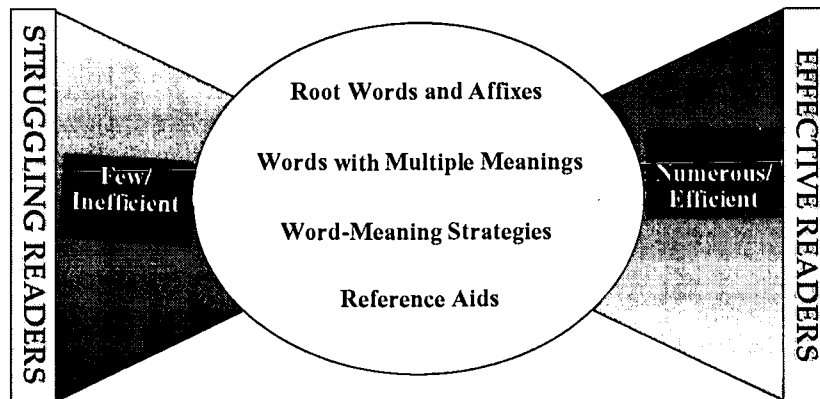 STRUGGLING READERS
Few/
Inefficient
Root Words and Affixes
Words with Multiple Meanings
Word-Meaning Strategies
Reference Aids
Numerous/
Efficient
EFFECTIVE READERS